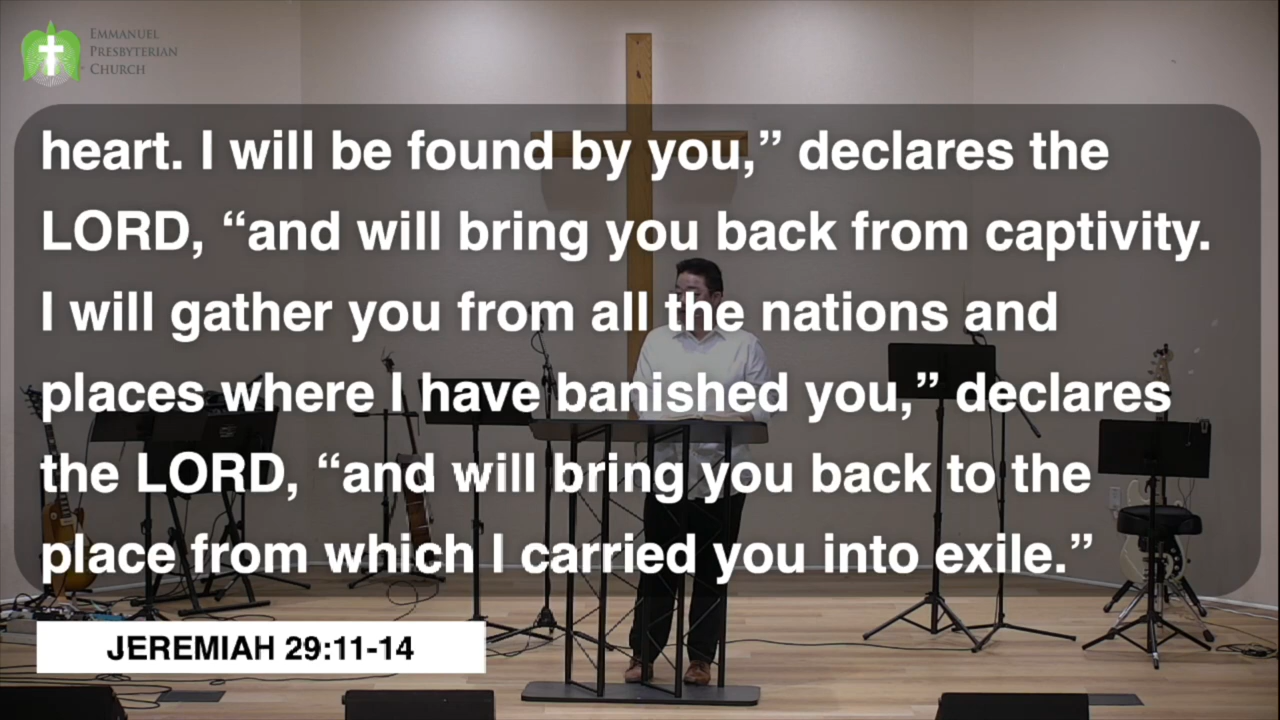 EMMANUEL
PRESBYTERIAN
CHURCH
heart. I will be found by you,” declares the
LORD, “and will bring you back from captivity.
I will gather you from all the nations and
places where I have banished you,” declares
the LORD, “and will bring you back to the
place from which I carried you into exile.”
JEREMIAH 29:11-14